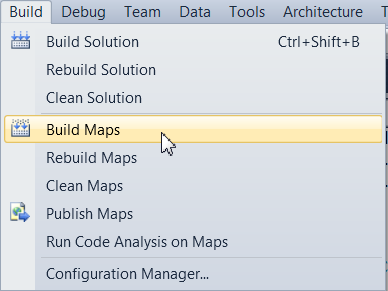 Build Debug Team Data Tools Architecture
Build Solution Ctrl+Shift+B
Rebuild Solution
Clean Solution
Build Maps
Rebuild Maps
Clean Maps
Publish Maps
Run Code Analysis on Maps
Configuration Manager...